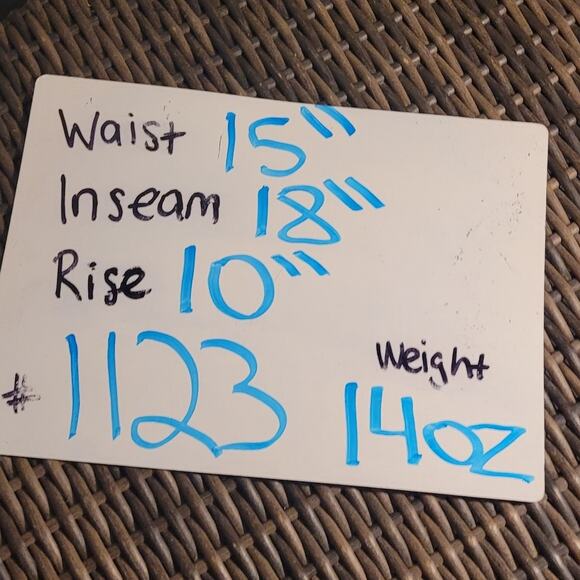 Waist 15"
Inseam 18"
Rise 10"
# 1123
Weight
14oz